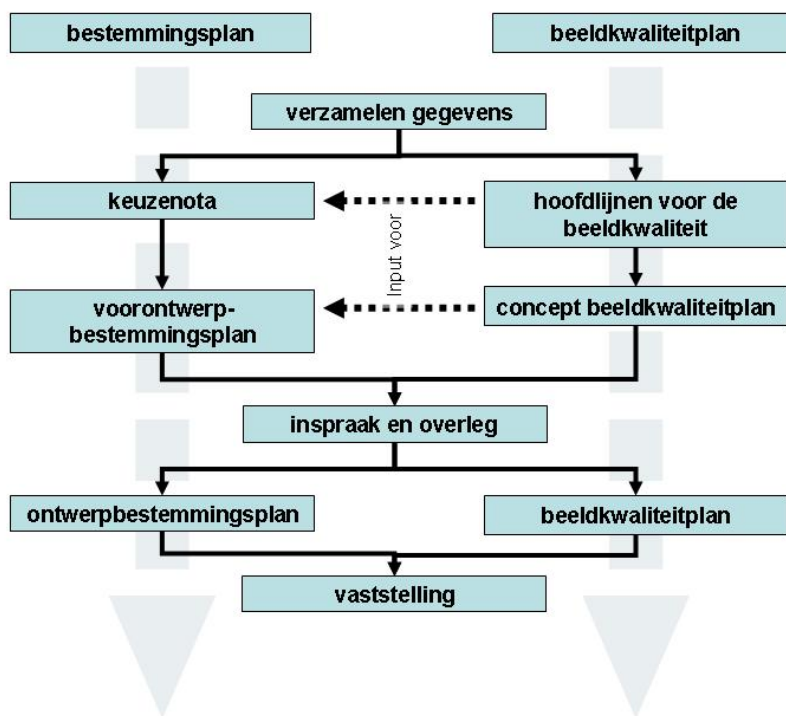 bestemmingsplan
beeldkwaliteitplan
verzamelen gegevens
keuzenota
hoofdlijnen voor de
beeldkwaliteit
Input voor
voorontwerp-
bestemmingsplan
concept beeldkwaliteitplan
inspraak en overleg
ontwerpbestemmingsplan
beeldkwaliteitplan
vaststelling